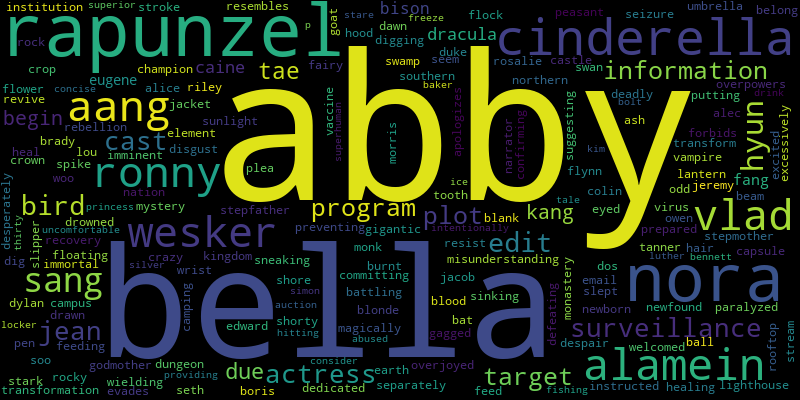 institution superior stroke resembles goat bison dawn flock peasant seizure umbrella belong
rapunzel p stare freeze dracula cinderella
rock hood digging duke seem rosalie castle
crop champion caine tae fairy swamp southern northern swan information
flower concise eugene alice riley baker deadly putting overpowers
revive aang jacket vaccine superhuman abby bolt drink
begin rebellion element sunlight morris apologizes narrator confirming suggesting ash alec hyun
brady lou cast disgust kim forbids excited excessively
heal imminent transform
crown spike ronny plea flynn vampire
woo nation ice colin lantern fang
desperately bird princess mystery stepfather program tooth tale odd jeremy
thirty slipper drowned preventing plot blank kang eyed virus beam vlad
uncomfortable wesker gigantic intentionally owen stepmother
recovery monk resist edit prepared tanner hair
floating crazy kingdom sneaking burnt misunderstanding luther bennett capsule
dig immortal silver wrist shore committing jacob dos
sang bella auction battling sinking monastery email nora
dylan campus camping simon blonde blood defeating slept
locker drawn edward shorty magically bat newborn newfound paralyzed
pen jean hitting abused gagged despair surveillance stream
feeding consider overjoyed welcomed ball rooftop
soo godmother dungeon due actress earth target alamein
stark rocky wielding providing separately instructed healing lighthouse
transformation evades seth boris dedicated feed fishing